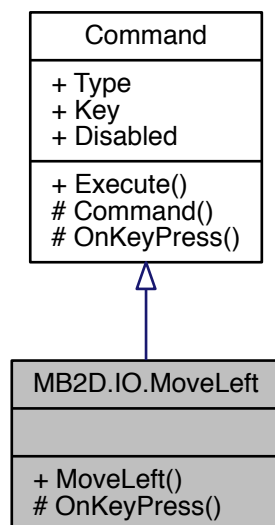 Command
+ Type
+ Key
+ Disabled
+ Execute()
# Command()
# OnKeyPress()
MB2D.IO.MoveLeft
+ MoveLeft()
# OnKeyPress()